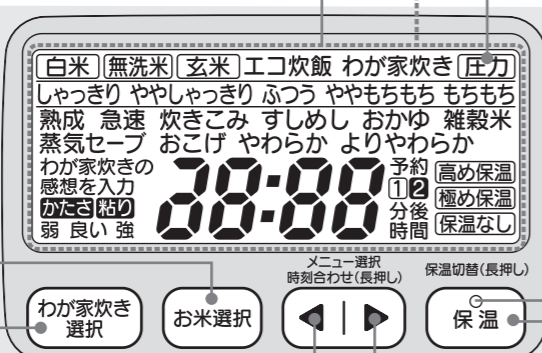 白米 無洗米 玄米 エコ炊飯 わが家炊き 圧力
しゃっきり ややしゃっきり ふつう ややもちもち もちもち
熟成 急速 炊きこみ すしめし おかゆ 雑穀米
蒸気セーブ おこげ やわらか よりやわらか
わが家炊きの
感想を入力
かたさ 粘り
弱 良い 強
28:88
予約
1 2
分後
時間
高め保温
極め保温
保温なし
メニュー選択
時刻合わせ(長押し)
保温切替(長押し)
わが家炊き
選択
お米選択
保温